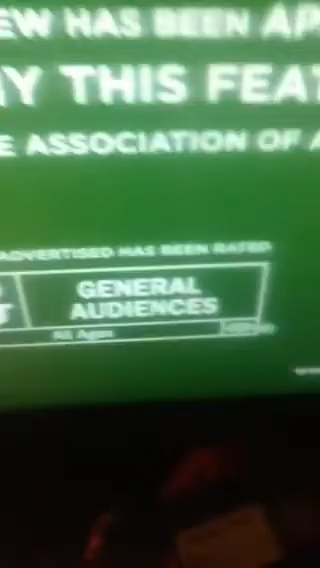 EW HAS BEEN AP
Y THIS FEAT
E ASSOCIATION OF A
ADVERTISED HAS BEEN RATED
GENERAL
T AUDIENCES
All Ages